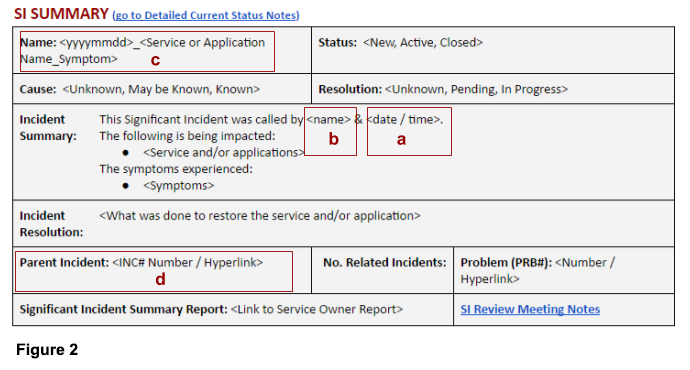 SI SUMMARY (go to Detailed Current Status Notes)
Name: <yyyymmdd>_<Service or Application
Name_Symptom>
c
Status: <New, Active, Closed>
Cause: <Unknown, May be Known, Known>
Resolution: <Unknown, Pending, In Progress>
Incident
Summary:
This Significant Incident was called by <name> & <date / time>.
The following is being impacted:
• <Service and/or applications>
The symptoms experienced:
• <Symptoms>
b
a
Incident
Resolution:
<What was done to restore the service and/or application>
Parent Incident: <INC# Number / Hyperlink>
d
No. Related Incidents:
Problem (PRB#): <Number /
Hyperlink>
Significant Incident Summary Report: <Link to Service Owner Report>
SI Review Meeting Notes
Figure 2